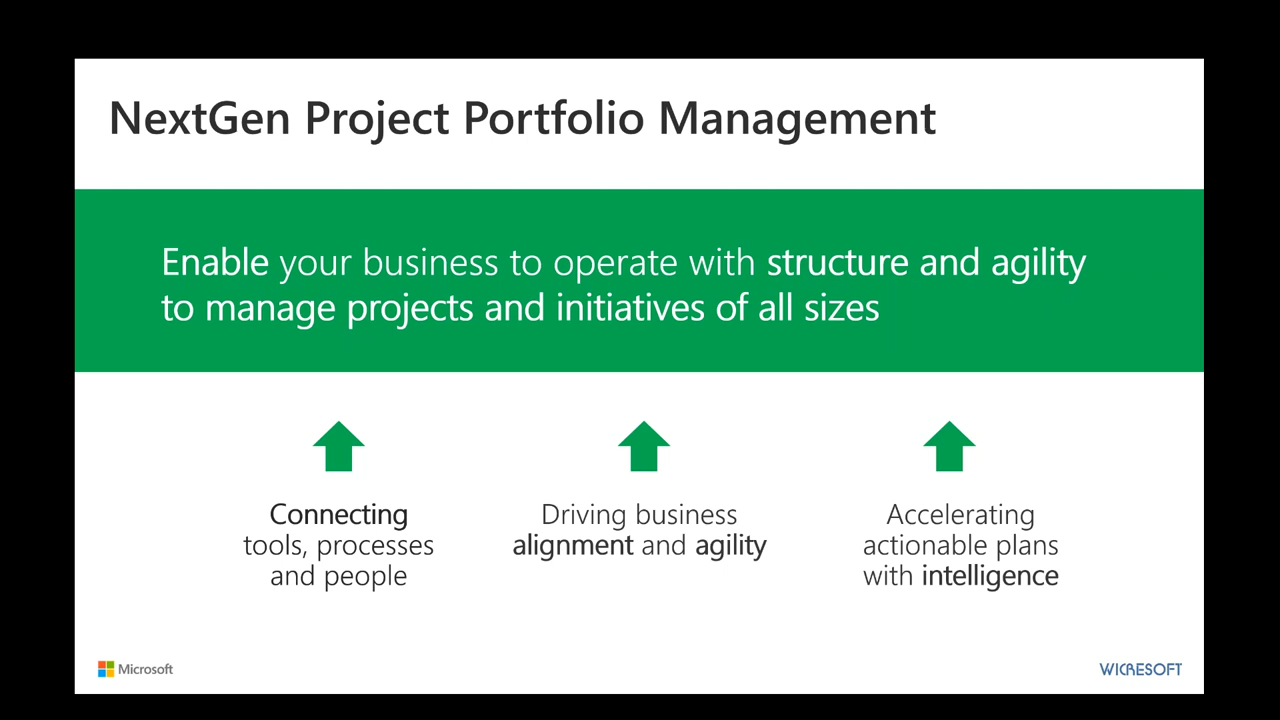 NextGen Project Portfolio Management
Enable your business to operate with structure and agility
to manage projects and initiatives of all sizes
Connecting
tools, processes
and people
Driving business
alignment and agility
Accelerating
actionable plans
with intelligence
Microsoft
WICRESOFT